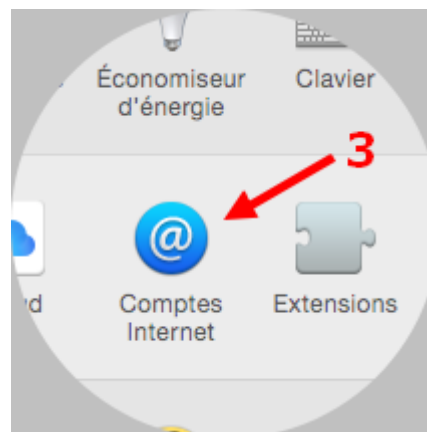 Économiseur
d'énergie
Clavier
3
@
Comptes
Internet
Extensions